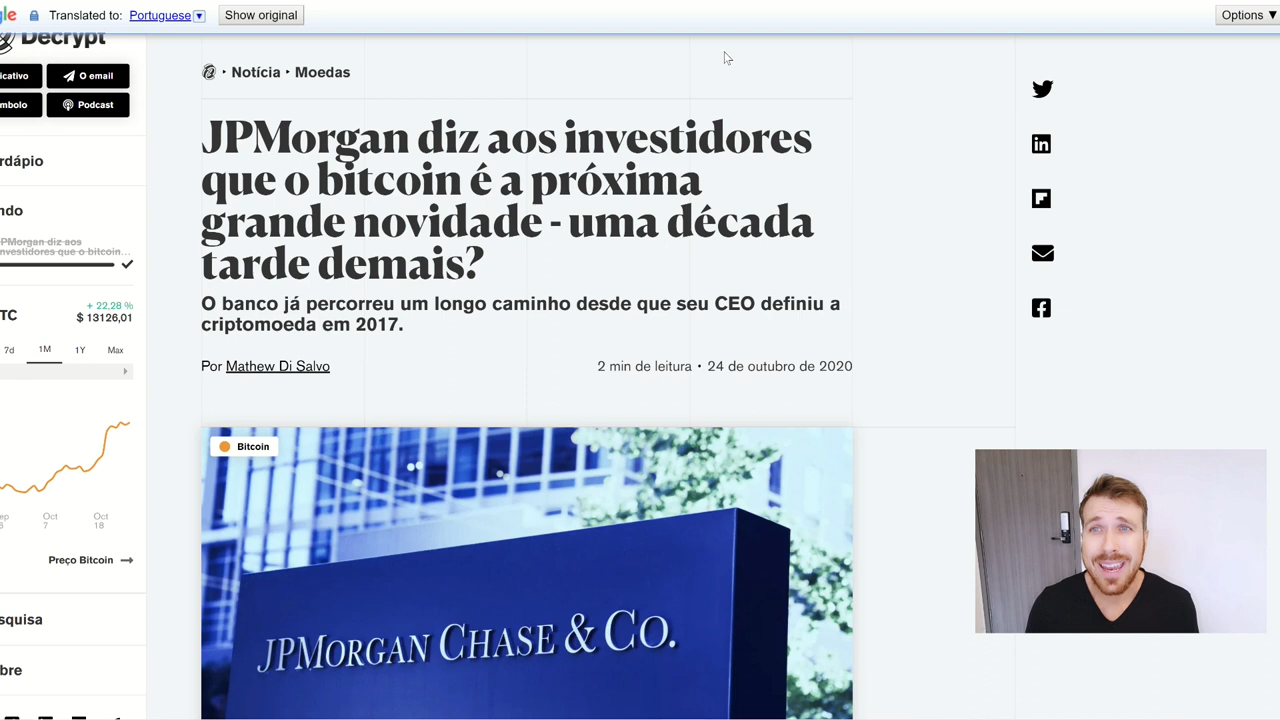 Translated to: Portuguese Show original Options ▼
Decrypt
O email
Podcast
TC
+ 22,28 %
$ 13126,01
7d 1M 1Y Max
Oct 7
Oct 18
Preço Bitcoin →
Notícia ‣ Moedas
JPMorgan diz aos investidores
que o bitcoin é a próxima
grande novidade - uma década
tarde demais?
O banco já percorreu um longo caminho desde que seu CEO definiu a
criptomoeda em 2017.
Por Mathew Di Salvo 2 min de leitura • 24 de outubro de 2020
Bitcoin
JPMORGAN CHASE & CO.